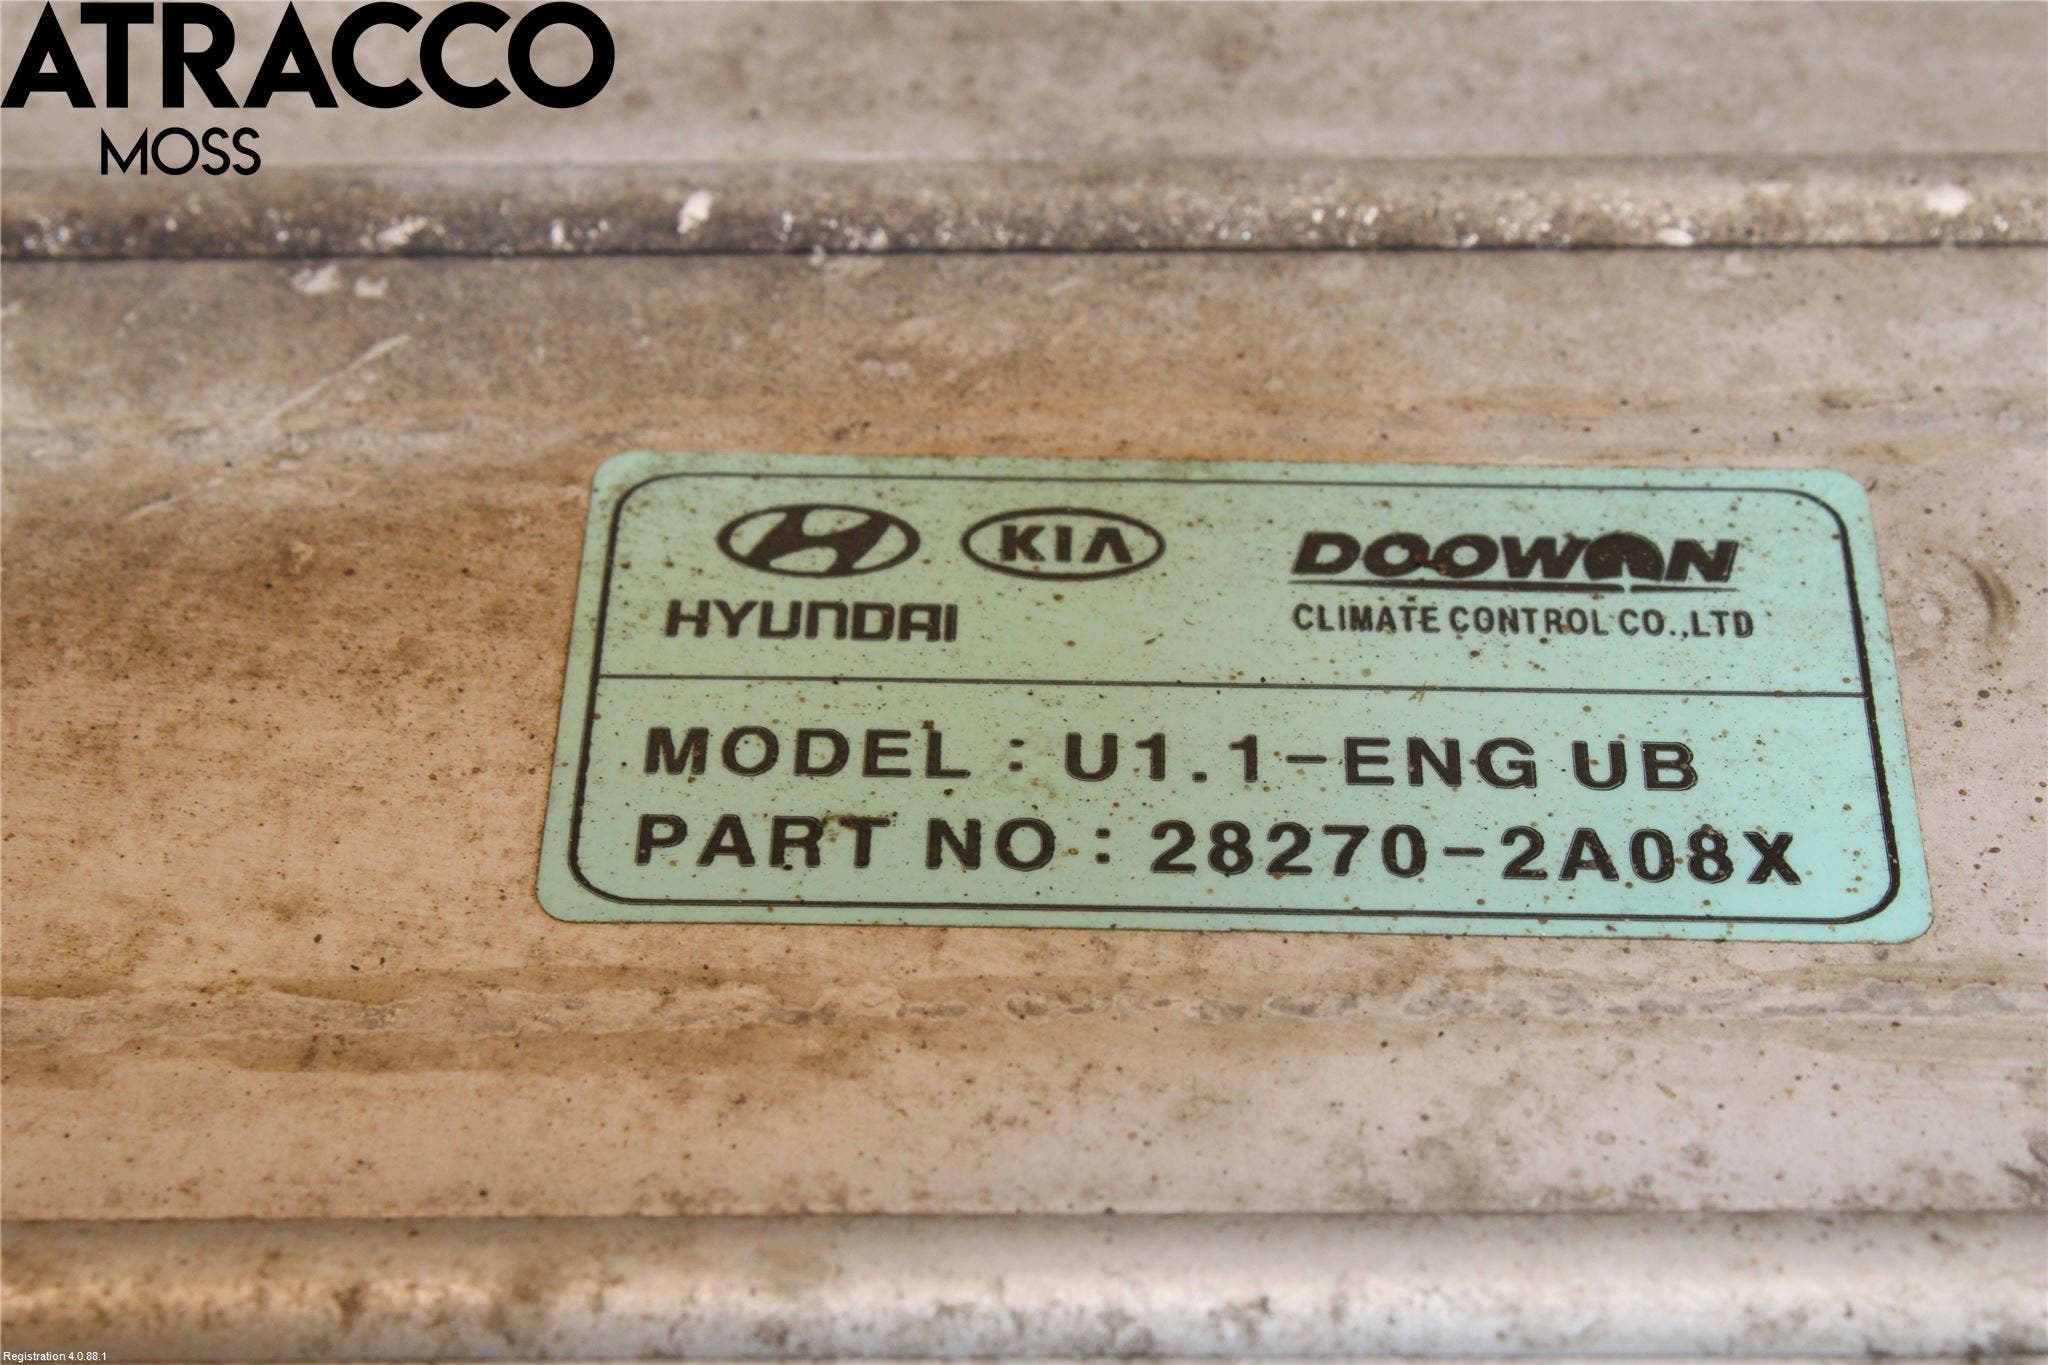 ATRACCO
MOSS
KIA
DOOWON
HYUNDAI
CLIMATE CONTROL CO.,LTD
MODEL : U1.1-ENG UB
PART NO : 28270-2A08X
Registration 4.0.88.1